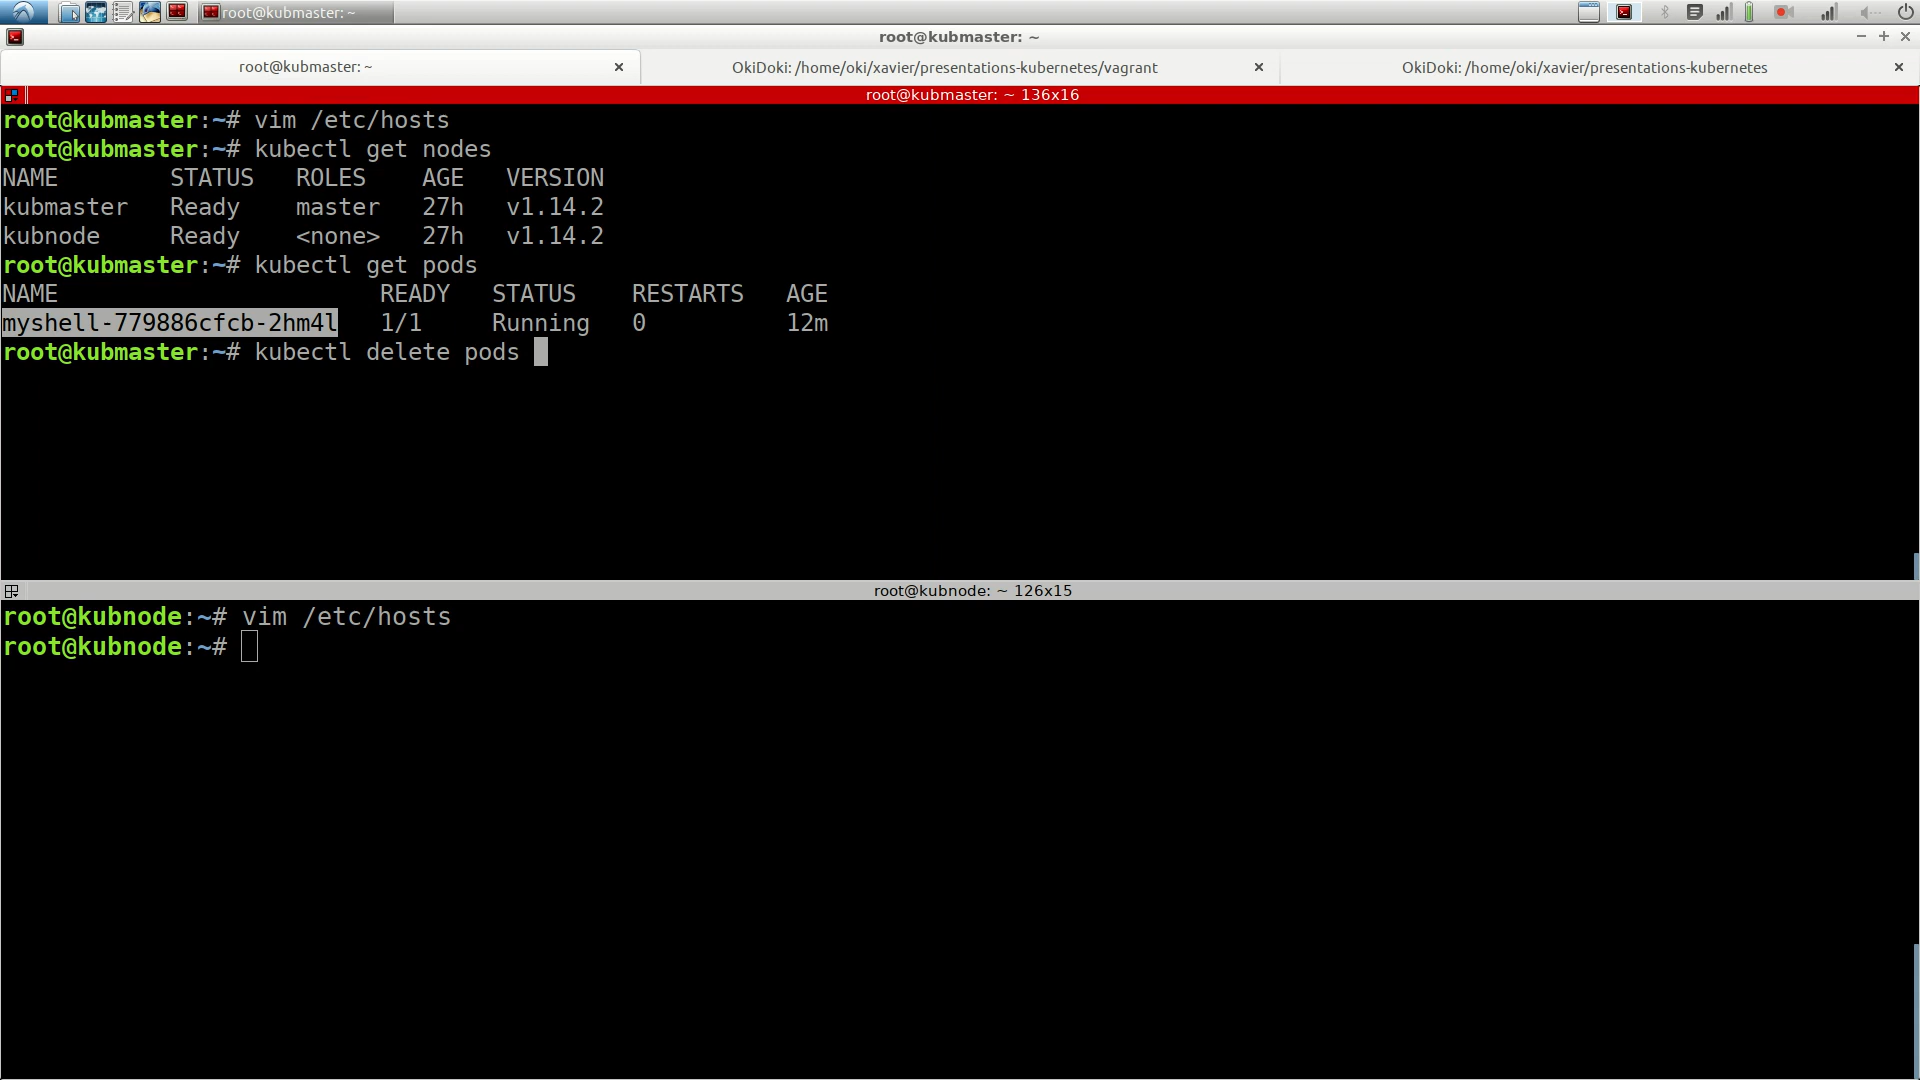 root@kubmaster: ~
root@kubmaster: ~
root@kubmaster: ~
OkiDoki: /home/oki/xavier/presentations-kubernetes/vagrant
OkiDoki: /home/oki/xavier/presentations-kubernetes
root@kubmaster: ~ 136x16
root@kubmaster:~# vim /etc/hosts
root@kubmaster:~# kubectl get nodes
NAME STATUS ROLES AGE VERSION
kubmaster Ready master 27h v1.14.2
kubnode Ready <none> 27h v1.14.2
root@kubmaster:~# kubectl get pods
NAME READY STATUS RESTARTS AGE
myshell-779886cfcb-2hm4l 1/1 Running 0 12m
root@kubmaster:~# kubectl delete pods
root@kubnode: ~ 126x15
root@kubnode:~# vim /etc/hosts
root@kubnode:~#